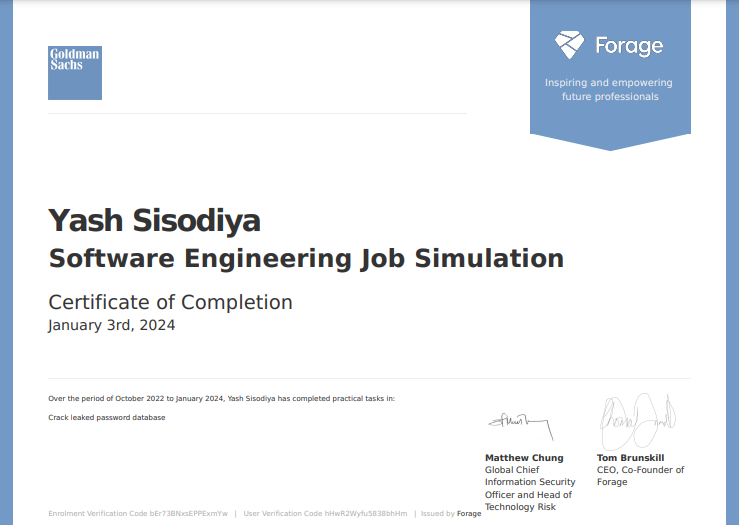 Goldman
Sachs
Forage
Inspiring and empowering
future professionals
Yash Sisodiya
Software Engineering Job Simulation
Certificate of Completion
January 3rd, 2024
Over the period of October 2022 to January 2024, Yash Sisodiya has completed practical tasks in:
Crack leaked password database
Matthew Chung
Global Chief
Information Security
Officer and Head of
Technology Risk
Tom Brunskill
CEO, Co-Founder of
Forage
Enrolment Verification Code bEr73BNxsEPPExmYw | User Verification Code hHwR2Wyfu5838bhHm | Issued by Forage